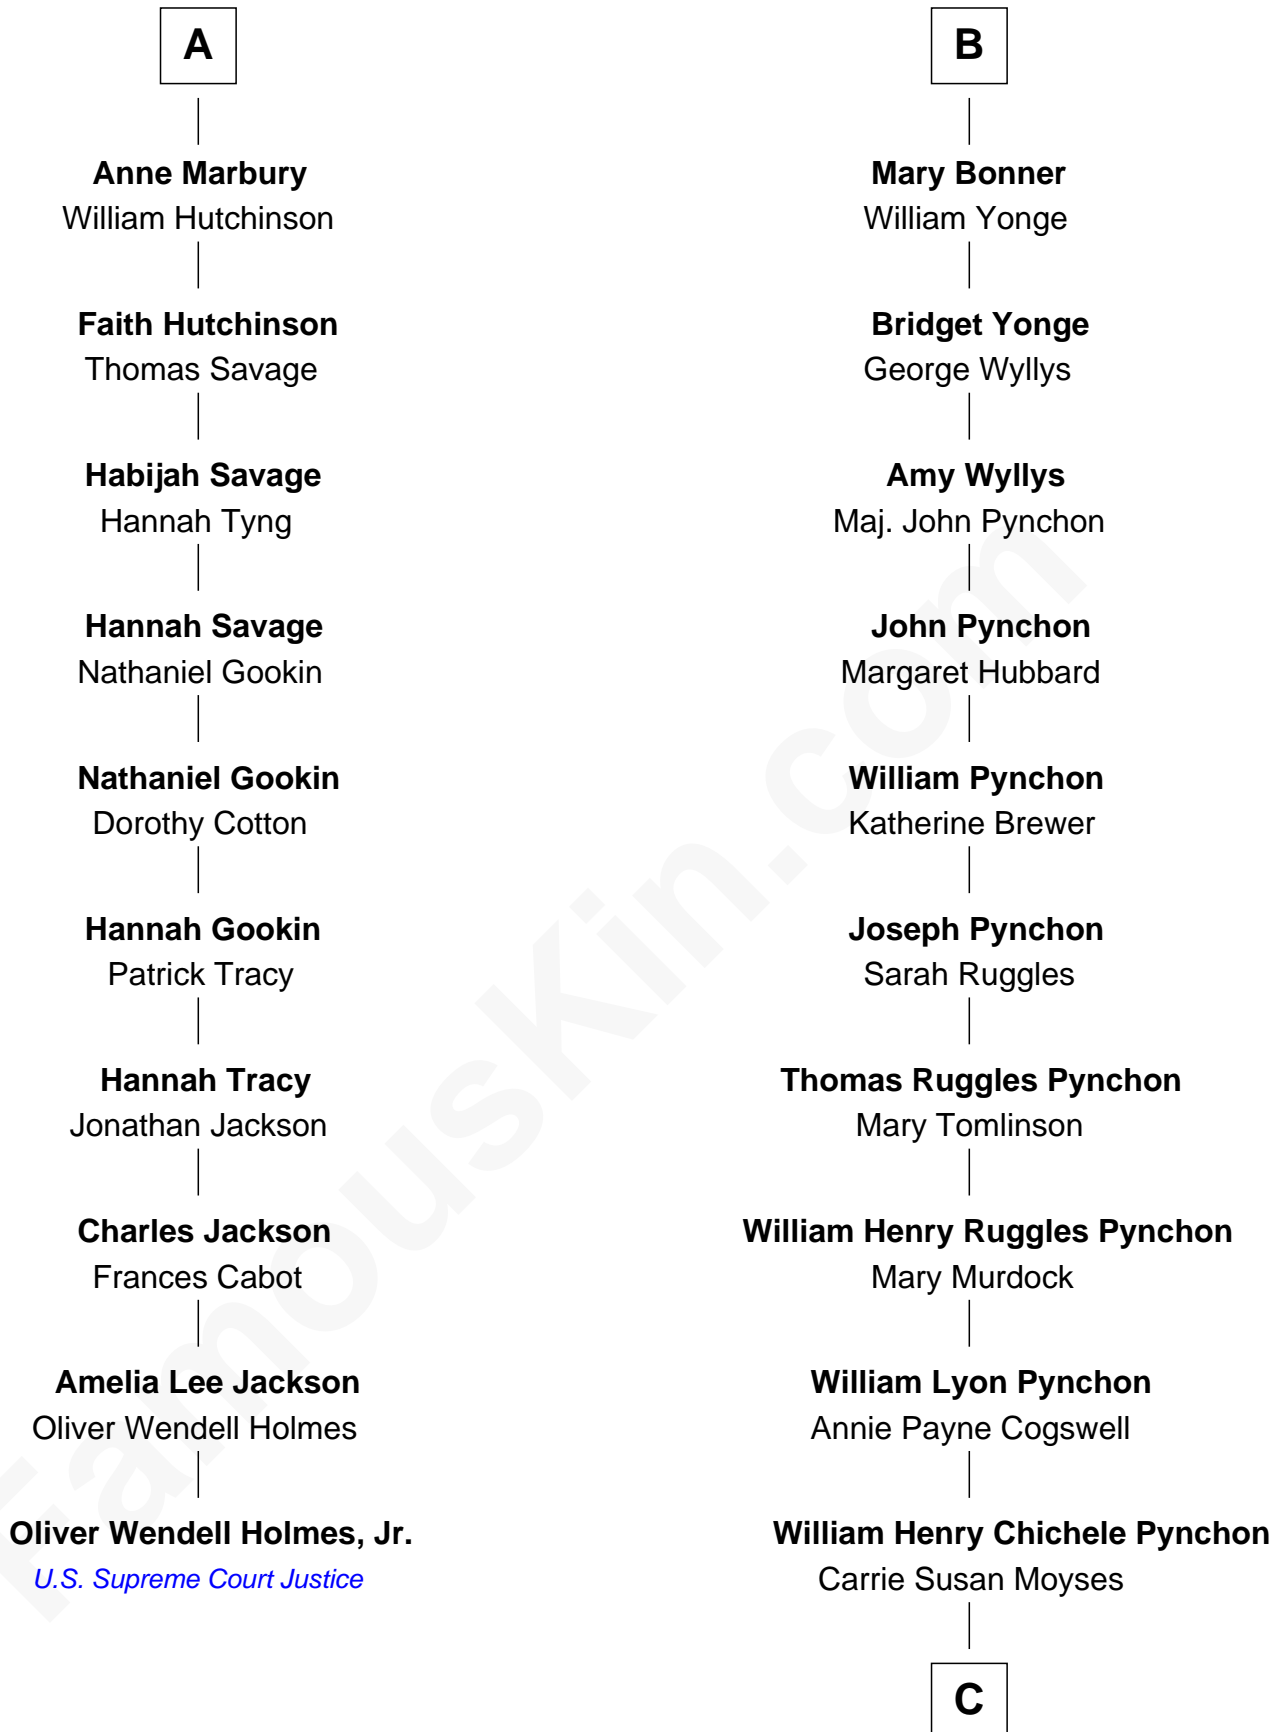 A
Anne Marbury
William Hutchinson
Faith Hutchinson
Thomas Savage
Habijah Savage
Hannah Tyng
Hannah Savage
Nathaniel Gookin
Nathaniel Gookin
Dorothy Cotton
Hannah Gookin
Patrick Tracy
Hannah Tracy
Jonathan Jackson
Charles Jackson
Frances Cabot
Amelia Lee Jackson
Oliver Wendell Holmes
Oliver Wendell Holmes, Jr.
U.S. Supreme Court Justice
B
Mary Bonner
William Yonge
Bridget Yonge
George Wyllys
Amy Wyllys
Maj. John Pynchon
John Pynchon
Margaret Hubbard
William Pynchon
Katherine Brewer
Joseph Pynchon
Sarah Ruggles
Thomas Ruggles Pynchon
Mary Tomlinson
William Henry Ruggles Pynchon
Mary Murdock
William Lyon Pynchon
Annie Payne Cogswell
William Henry Chichele Pynchon
Carrie Susan Moyses
C
FamousKin.com